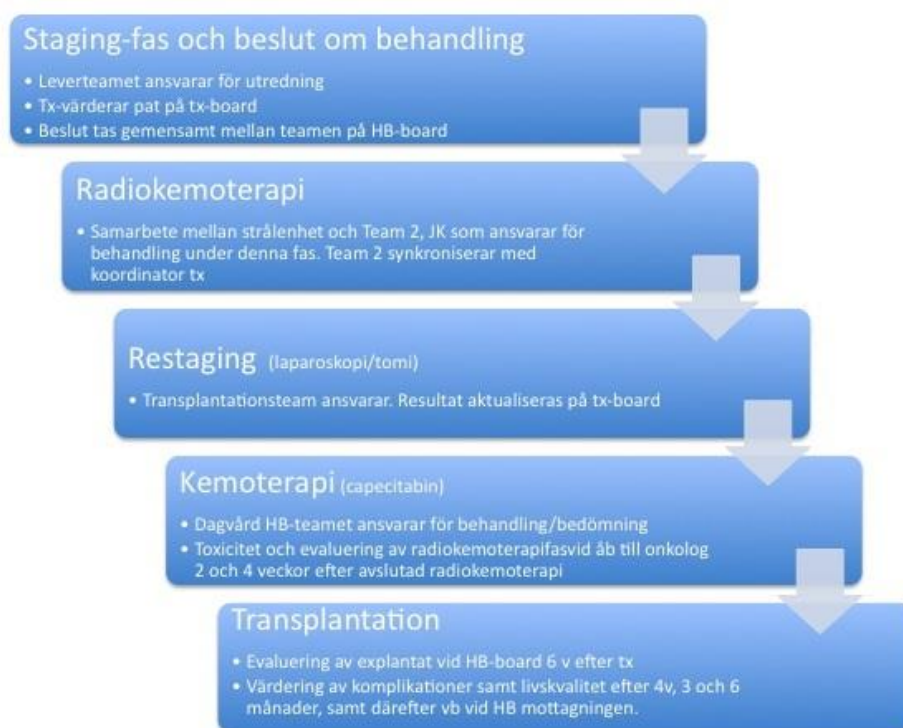 Staging-fas och beslut om behandling
• Leverteamet ansvarar för utredning
• Tx-värderar pat på tx-board
• Beslut tas gemensamt mellan teamen på HB-board
Radiokemoterapi
• Samarbete mellan strålenhet och Team 2, JK som ansvarar för
behandling under denna fas. Team 2 synkroniserar med
koordinator tx
Restaging (laparoskopi/tomi)
• Transplantationsteam ansvarar. Resultat aktualiseras på tx-board
Kemoterapi (capecitabin)
• Dagvård HB-teamet ansvarar för behandling/bedömning
• Toxicitet och evaluering av radiokemoterapifasvid åb till onkolog
2 och 4 veckor efter avslutad radiokemoterapi
Transplantation
• Evaluering av explantat vid HB-board 6 v efter tx
• Värdering av komplikationer samt livskvalitet efter 4v, 3 och 6
månader, samt därefter vb vid HB mottagningen.